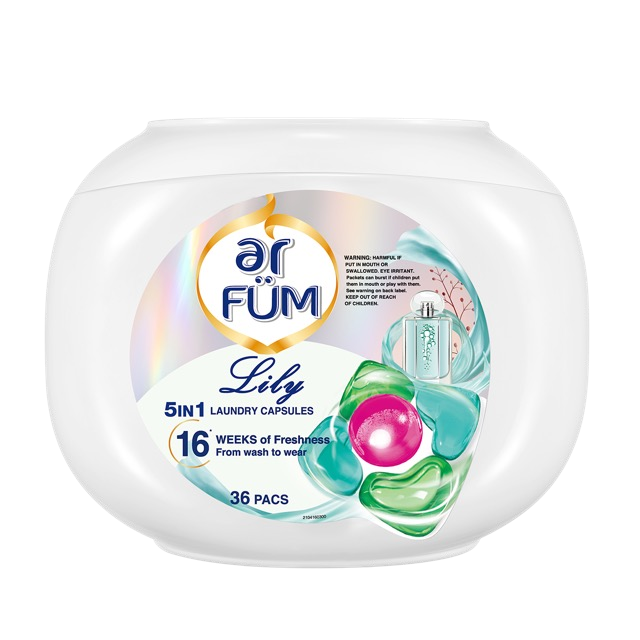 ər
FÜM
WARNING: HARMFUL IF
PUT IN MOUTH OR
SWALLOWED. EYE IRRITANT.
Packets can burst if children put
them in mouth or play with them.
See warning on back label.
KEEP OUT OF REACH
OF CHILDREN.
Lily
5IN1 LAUNDRY CAPSULES
16* WEEKS of Freshness
From wash to wear
36 PACS
2104160302